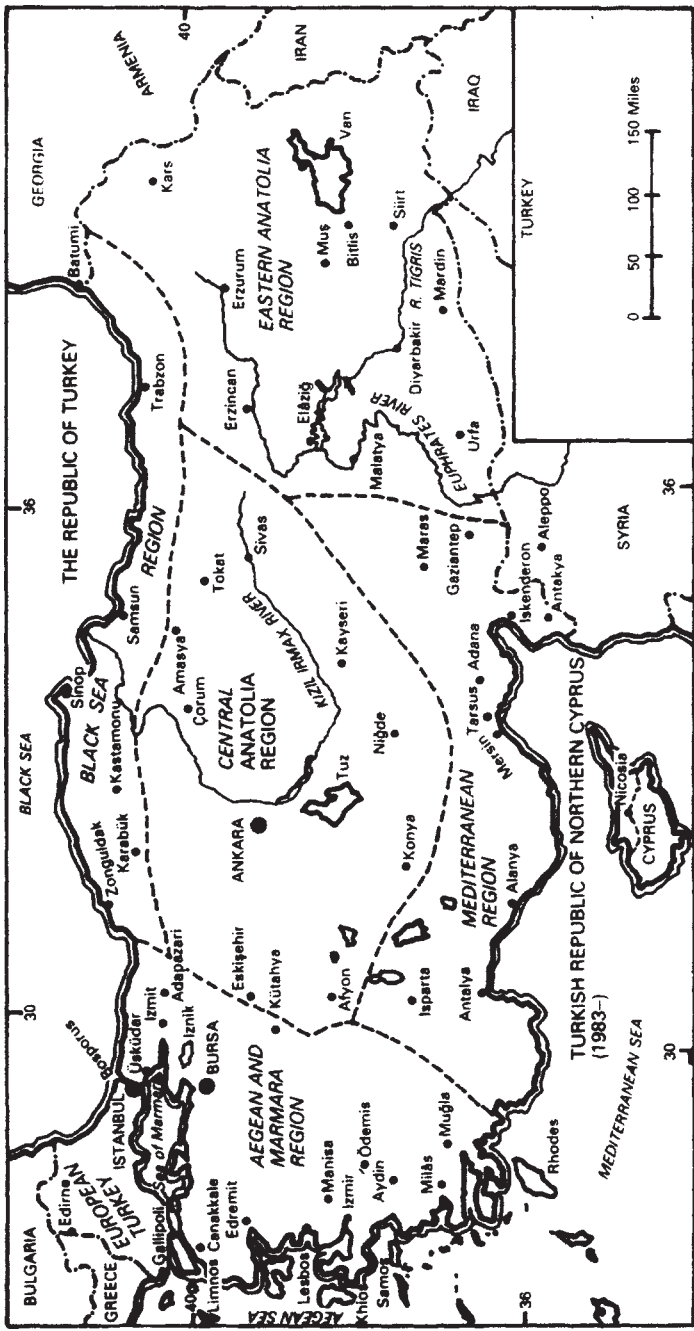 THE REPUBLIC OF TURKEY
BLACK SEA
BULGARIA
GREECE
EUROPEAN
TURKEY
Edirne
ISTANBUL
Bosporus
Üsküdar
Sea of Marmara
Gallipoli
Izmit
Adapazari
Iznik
BURSA
Zonguldak
Karabük
Kastamonu
Sinop
BLACK SEA
REGION
Samsun
Trabzon
Batumi
GEORGIA
ARMENIA
IRAN
IRAQ
Kars
40
40
Limnos
Canakkale
Edremit
AEGEAN AND
MARMARA
REGION
Eskişehir
Kütahya
Afyon
ANKARA
CENTRAL
ANATOLIA
REGION
Amasya
Çorum
Tokat
Sivas
KIZIL IRMAX RIVER
Kayseri
Tuz
Niğde
Konya
Erzurum
Erzincan
EASTERN ANATOLIA
REGION
Elâzig
Muş
Bitlis
Van
Siirt
Malatya
EUPHRATES RIVER
Diyarbakir
R. TIGRIS
Mardin
Urfa
Maras
Gaziantep
AEGEAN SEA
Lesbos
Manisa
Izmir
Khios
Samos
Ödemis
Aydin
Milâs
Muğla
Isparta
Antalya
MEDITERRANEAN
REGION
Alanya
Mersin
Tarsus
Adana
Iskenderon
Antakya
Aleppo
SYRIA
Rhodes
MEDITERRANEAN SEA
TURKISH REPUBLIC OF NORTHERN CYPRUS
(1983–)
Nicosia
CYPRUS
36
36
30
30
36
TURKEY
0
50
100
150 Miles